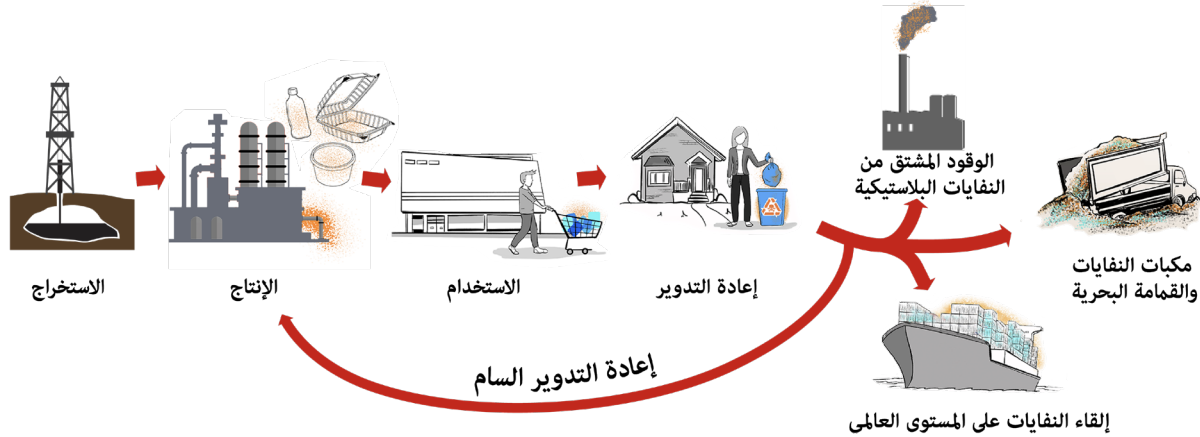 الاستخراج
الإنتاج
الاستخدام
إعادة التدوير
الوقود المشتق من
النفايات البلاستيكية
مكبات النفايات
والقمامة البحرية
إلقاء النفايات على المستوى العالمى
إعادة التدوير السام